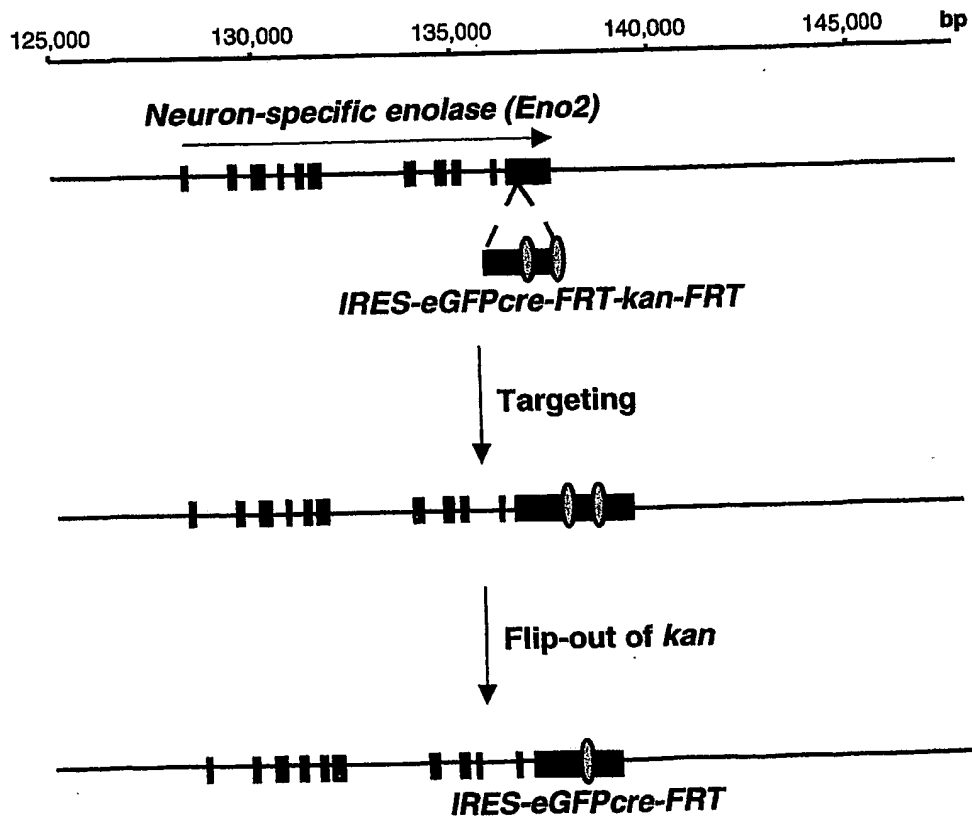 125,000 130,000 135,000 140,000 145,000 bp
Neuron-specific enolase (Eno2)
IRES-eGFPcre-FRT-kan-FRT
Targeting
Flip-out of kan
IRES-eGFPcre-FRT